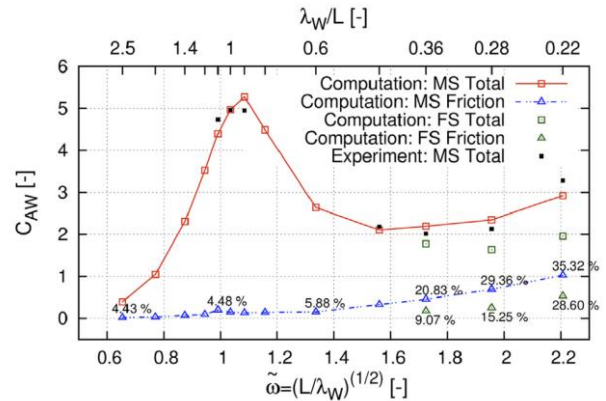 λ_W/L [-]
2.5 1.4 1 0.6 0.36 0.28 0.22
6
5
4
3
2
1
0
C_AW [-]
Computation: MS Total
Computation: MS Friction
Computation: FS Total
Computation: FS Friction
Experiment: MS Total
35.32 %
29.36 %
20.83 %
4.43 % 4.48 % 5.88 %
28.60 %
15.25 %
9.07 %
0.6 0.8 1 1.2 1.4 1.6 1.8 2 2.2
ω̃=(L/λ_W)^(1/2) [-]